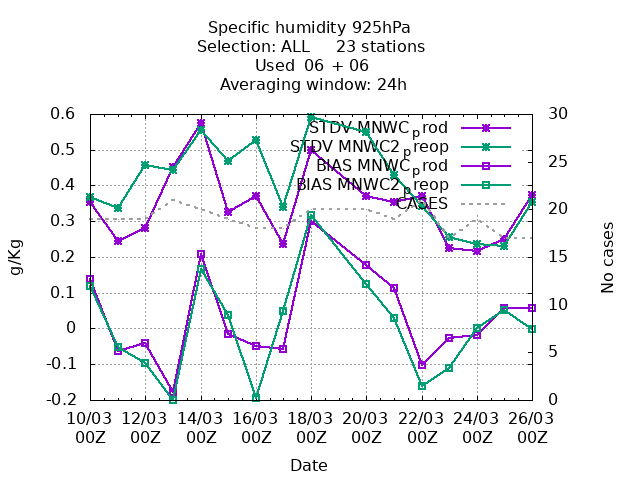 Specific humidity 925hPa
Selection: ALL 23 stations
Used 06 + 06
Averaging window: 24h
STDV MNWC_prod
STDV MNWC2_preop
BIAS MNWC_prod
BIAS MNWC2_preop
CASES
g/Kg
0.6
0.5
0.4
0.3
0.2
0.1
0
-0.1
-0.2
30
25
20
15
10
5
0
No cases
10/03 12/03 14/03 16/03 18/03 20/03 22/03 24/03 26/03
00Z 00Z 00Z 00Z 00Z 00Z 00Z 00Z 00Z
Date